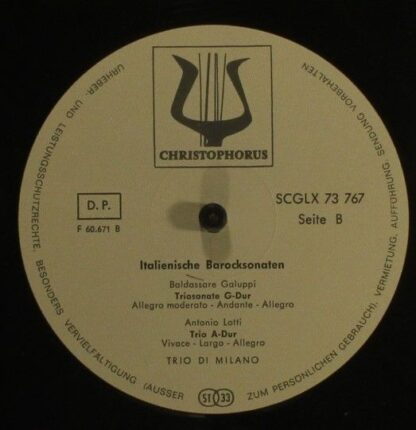 URHEBER- UND LEISTUNGSSCHUTZRECHTE, BESONDERS VERVIELFÄLTIGUNG (AUSSER ZUM PERSÖNLICHEN GEBRAUCH), VERMIETUNG, AUFFÜHRUNG, SENDUNG VORBEHALTEN
CHRISTOPHORUS
D. P.
F 60.671 B
SCGLX 73 767
Seite B
Italienische Barocksonaten
Baldassare Galuppi
Triosonate G-Dur
Allegro moderato - Andante - Allegro
Antonio Lotti
Trio A-Dur
Vivace - Largo - Allegro
TRIO DI MILANO
ST 33